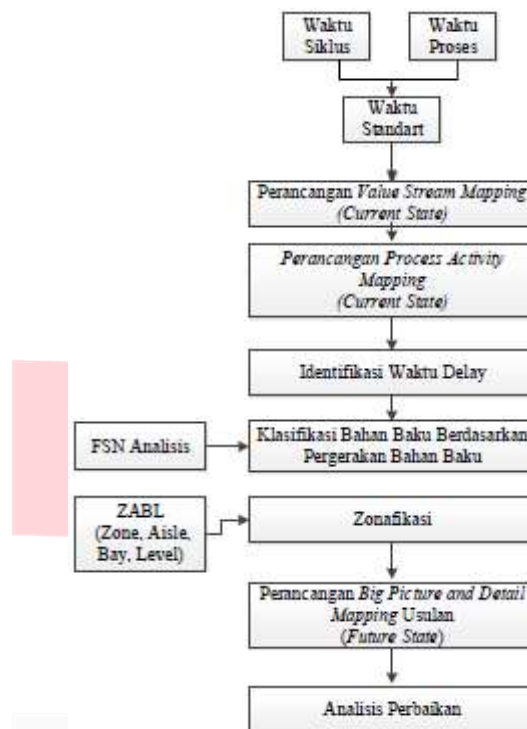 Waktu
Siklus
Waktu
Proses
Waktu
Standart
Perancangan Value Stream Mapping
(Current State)
Perancangan Process Activity
Mapping
(Current State)
Identifikasi Waktu Delay
FSN Analisis
Klasifikasi Bahan Baku Berdasarkan
Pergerakan Bahan Baku
ZABL
(Zone, Aisle,
Bay, Level)
Zonafikasi
Perancangan Big Picture and Detail
Mapping Usulan
(Future State)
Analisis Perbaikan